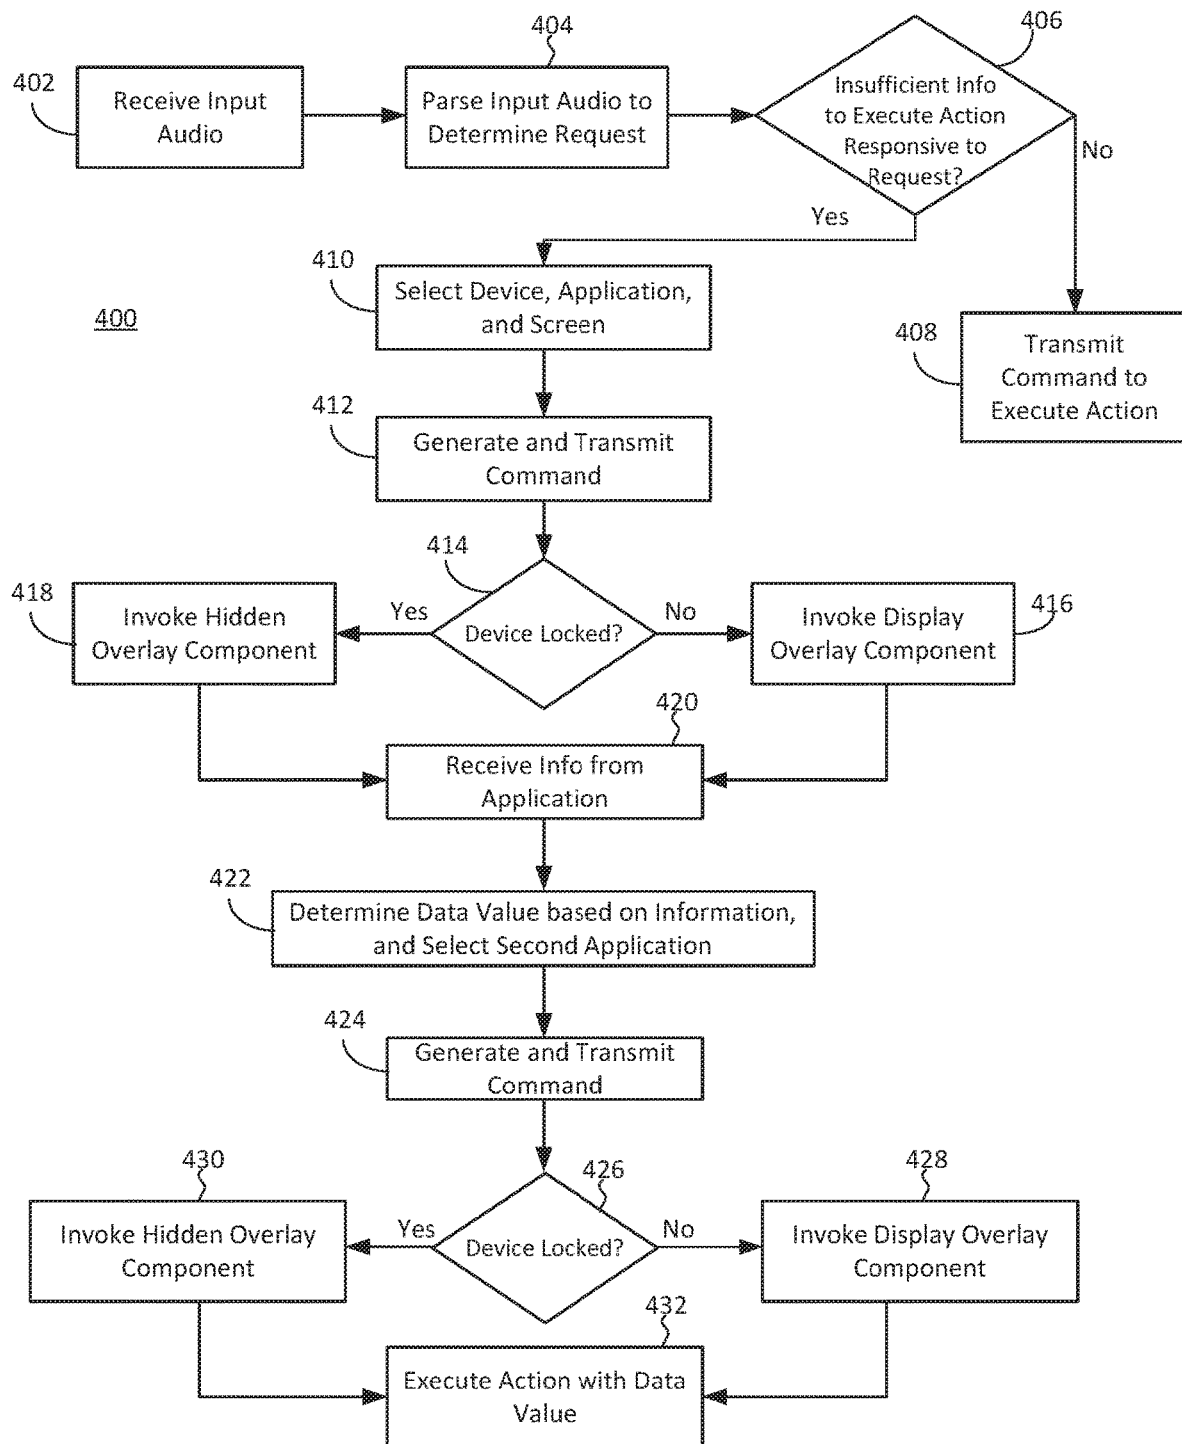 402
Receive Input
Audio
404
Parse Input Audio to
Determine Request
406
Insufficient Info
to Execute Action
Responsive to
Request?
No
Yes
408
Transmit
Command to
Execute Action
410
Select Device, Application,
and Screen
400
412
Generate and Transmit
Command
414
Device Locked?
Yes
No
418
Invoke Hidden
Overlay Component
416
Invoke Display
Overlay Component
420
Receive Info from
Application
422
Determine Data Value based on Information,
and Select Second Application
424
Generate and Transmit
Command
426
Device Locked?
Yes
No
430
Invoke Hidden Overlay
Component
428
Invoke Display Overlay
Component
432
Execute Action with Data
Value